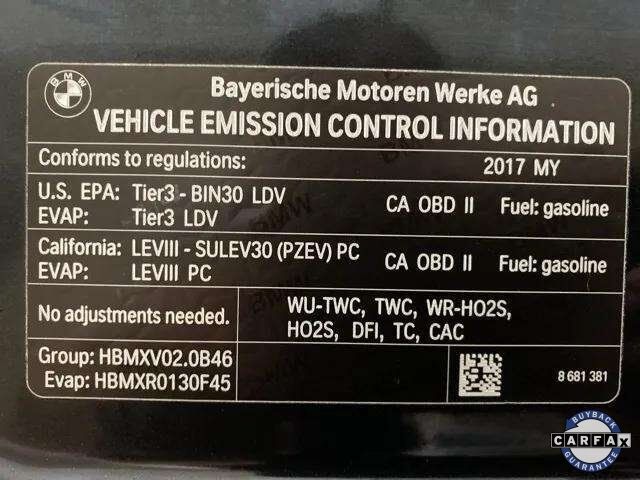 BMW
Bayerische Motoren Werke AG
VEHICLE EMISSION CONTROL INFORMATION
Conforms to regulations: 2017 MY
U.S. EPA: Tier3 - BIN30 LDV
EVAP: Tier3 LDV
CA OBD II Fuel: gasoline
California: LEVIII - SULEV30 (PZEV) PC
EVAP: LEVIII PC
CA OBD II Fuel: gasoline
No adjustments needed.
WU-TWC, TWC, WR-HO2S,
HO2S, DFI, TC, CAC
Group: HBMXV02.0B46
Evap: HBMXR0130F45
8 681 381
BUYBACK
CARFAX
GUARANTEE